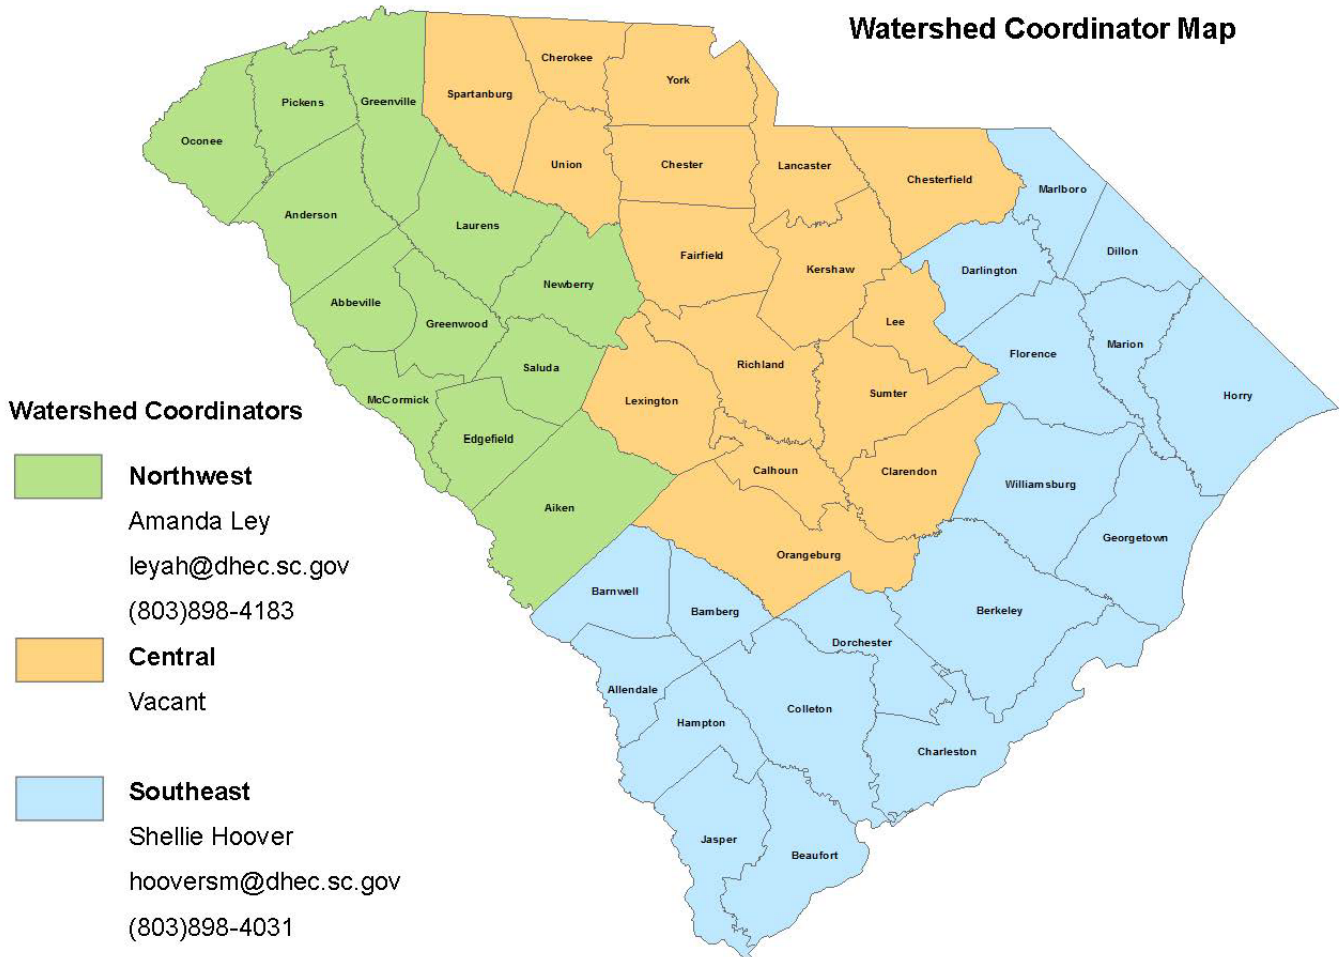 Watershed Coordinator Map
Cherokee
York
Spartanburg
Pickens
Greenville
Oconee
Union
Chester
Lancaster
Chesterfield
Marlboro
Anderson
Laurens
Fairfield
Kershaw
Darlington
Dillon
Newberry
Abbeville
Greenwood
Lee
Florence
Marion
Saluda
Richland
Sumter
Horry
McCormick
Lexington
Edgefield
Calhoun
Clarendon
Williamsburg
Aiken
Orangeburg
Georgetown
Barnwell
Bamberg
Berkeley
Dorchester
Allendale
Hampton
Colleton
Charleston
Jasper
Beaufort
Watershed Coordinators
Northwest
Amanda Ley
leyah@dhec.sc.gov
(803)898-4183
Central
Vacant
Southeast
Shellie Hoover
hooversm@dhec.sc.gov
(803)898-4031